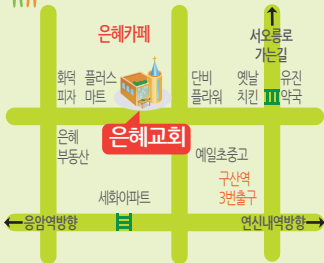 은혜카페
서오릉로
가는길
화덕
피자
플러스
마트
단비
플라워
옛날
치킨
유진
약국
은혜교회
은혜
부동산
예일초중고
구산역
3번출구
세화아파트
응암역방향
연신내역방향